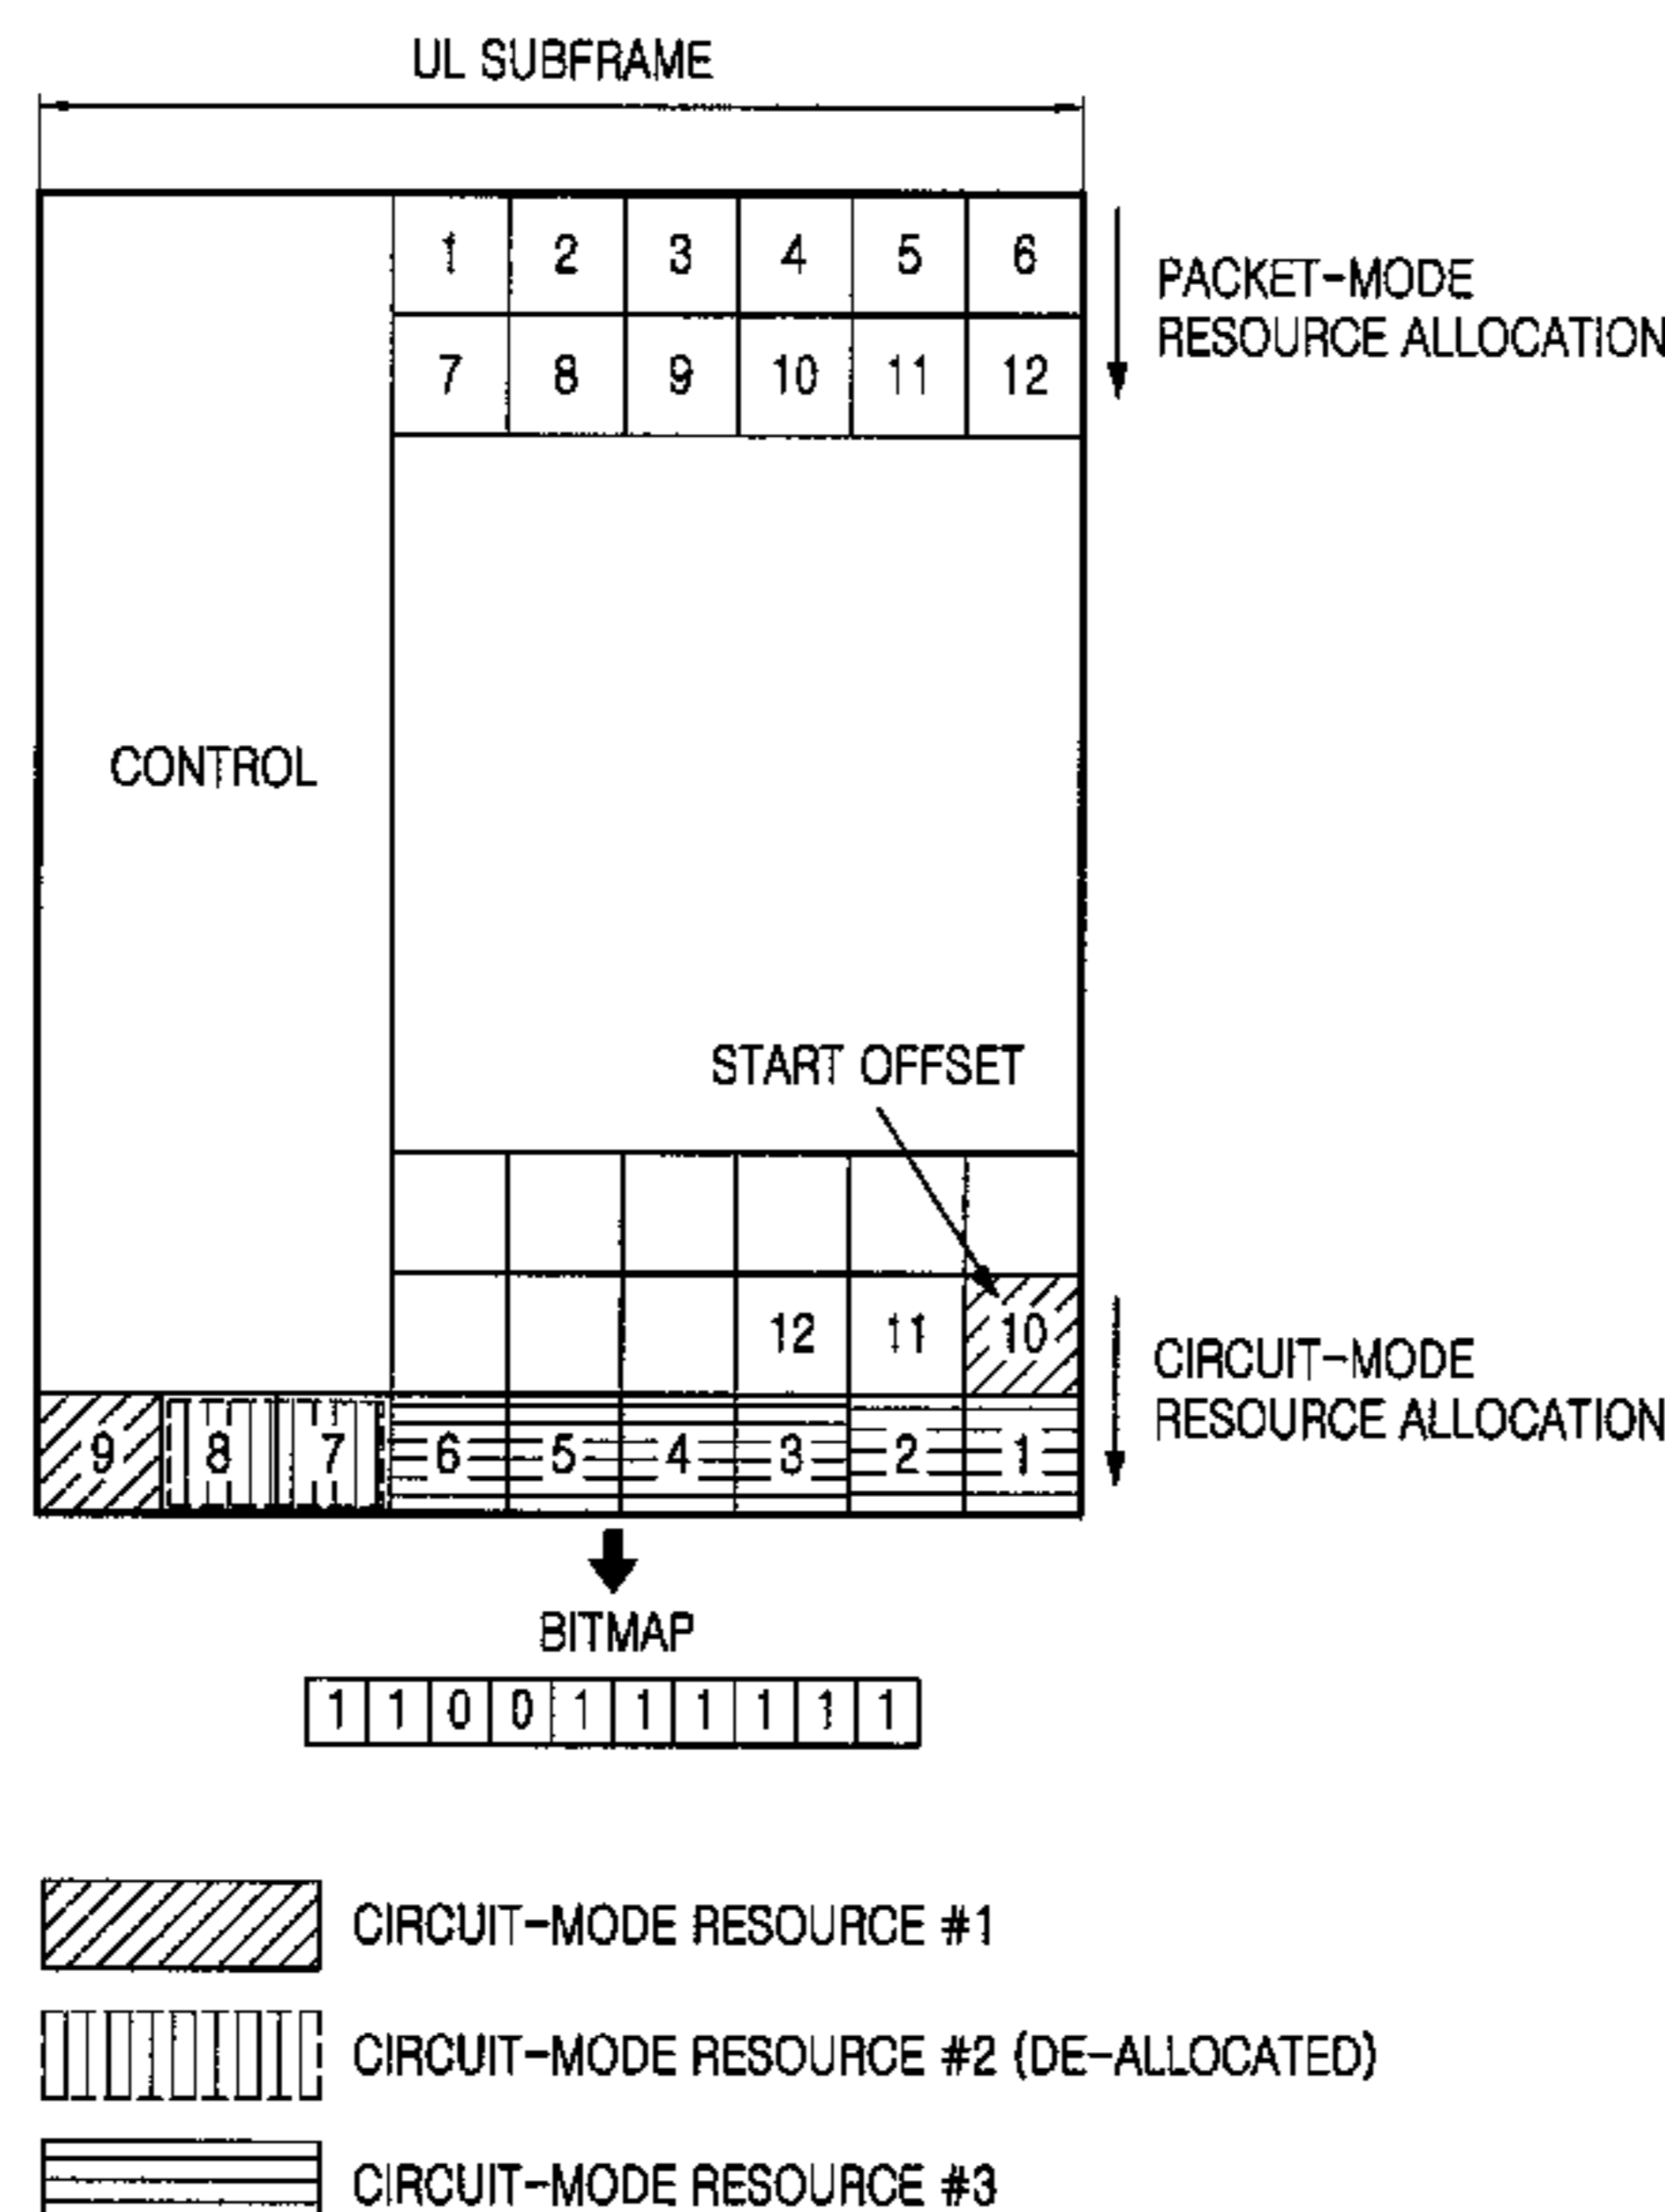 UL SUBFRAME
1 2 3 4 5 6
PACKET-MODE
RESOURCE ALLOCATION
7 8 9 10 11 12
CONTROL
START OFFSET
12 11 10
CIRCUIT-MODE
RESOURCE ALLOCATION
9 8 7 6 5 4 3 2 1
BITMAP
1 1 0 0 1 1 1 1 1 1
CIRCUIT-MODE RESOURCE #1
CIRCUIT-MODE RESOURCE #2 (DE-ALLOCATED)
CIRCUIT-MODE RESOURCE #3